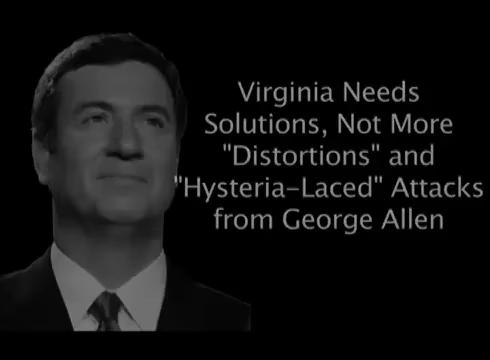 Virginia Needs
Solutions, Not More
"Distortions" and
"Hysteria-Laced" Attacks
from George Allen